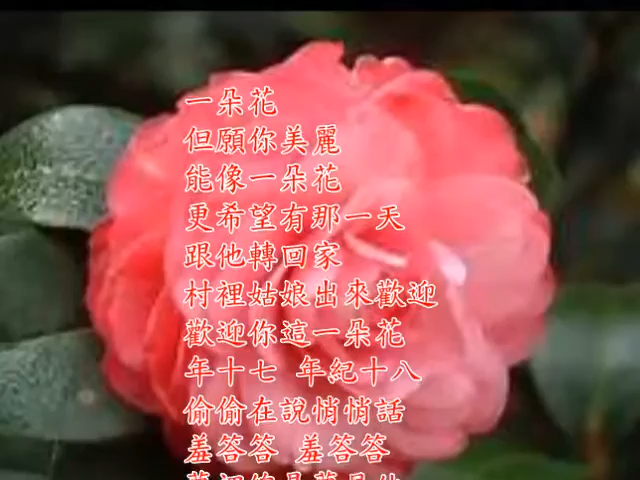 一朵花
但願你美麗
能像一朵花
更希望有那一天
跟他轉回家
村裡姑娘出來歡迎
歡迎你這一朵花
年十七 年紀十八
偷偷在說悄悄話
羞答答 羞答答